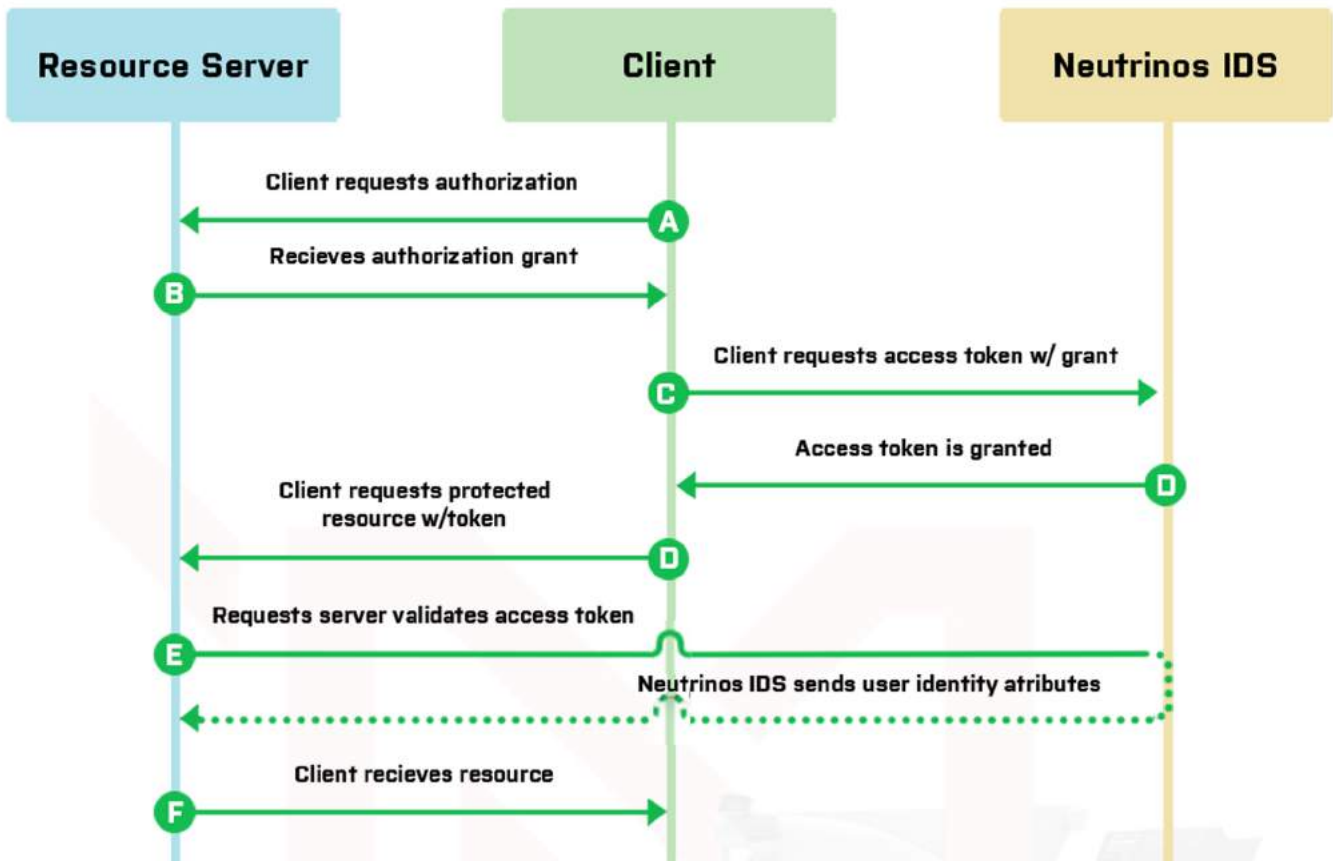 Resource Server
Client
Neutrinos IDS
Client requests authorization
A
Recieves authorization grant
B
Client requests access token w/ grant
C
Access token is granted
D
Client requests protected
resource w/token
D
Requests server validates access token
E
Neutrinos IDS sends user identity atributes
Client recieves resource
F